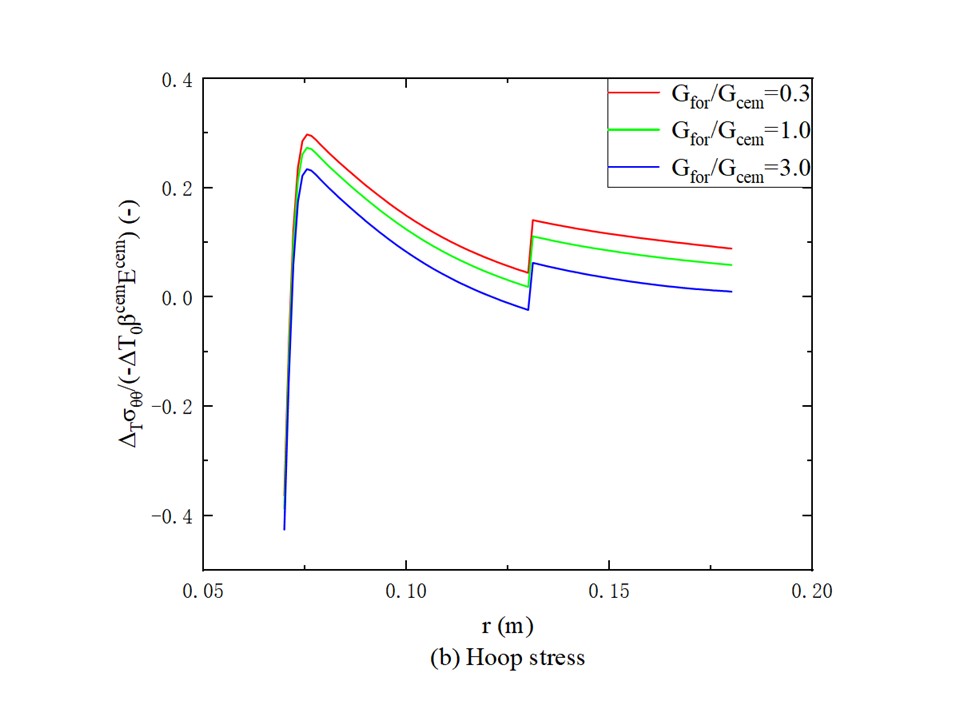 0.4
0.2
0.0
−0.2
−0.4
Δ_Tσ_θθ/(-ΔT_0β^cemE^cem) (-)
G_for/G_cem=0.3
G_for/G_cem=1.0
G_for/G_cem=3.0
0.05 0.10 0.15 0.20
r (m)
(b) Hoop stress